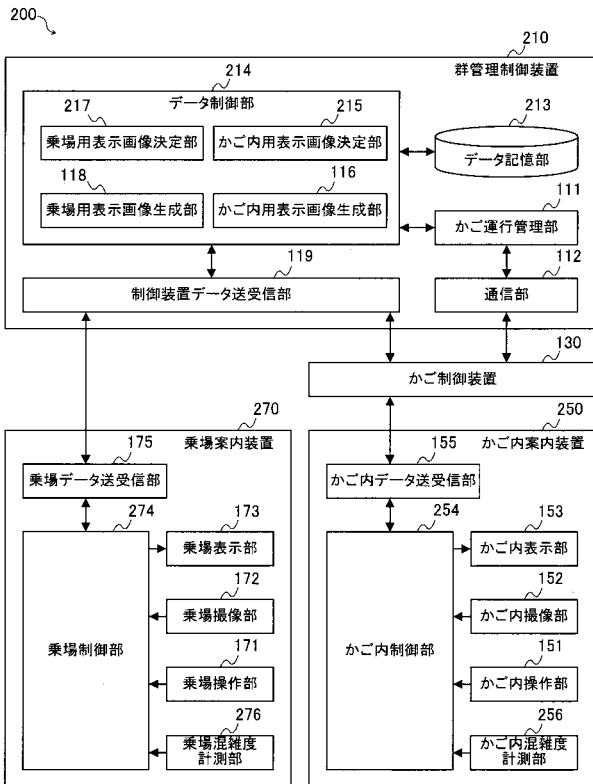 200
210
群管理制御装置
214
データ制御部
217
乗場用表示画像決定部
215
かご内用表示画像決定部
213
データ記憶部
118
乗場用表示画像生成部
116
かご内用表示画像生成部
111
かご運行管理部
119
制御装置データ送受信部
112
通信部
130
かご制御装置
270
乗場案内装置
250
かご内案内装置
175
乗場データ送受信部
155
かご内データ送受信部
274
乗場制御部
173
乗場表示部
172
乗場撮像部
171
乗場操作部
276
乗場混雑度
計測部
254
かご内制御部
153
かご内表示部
152
かご内撮像部
151
かご内操作部
256
かご内混雑度
計測部